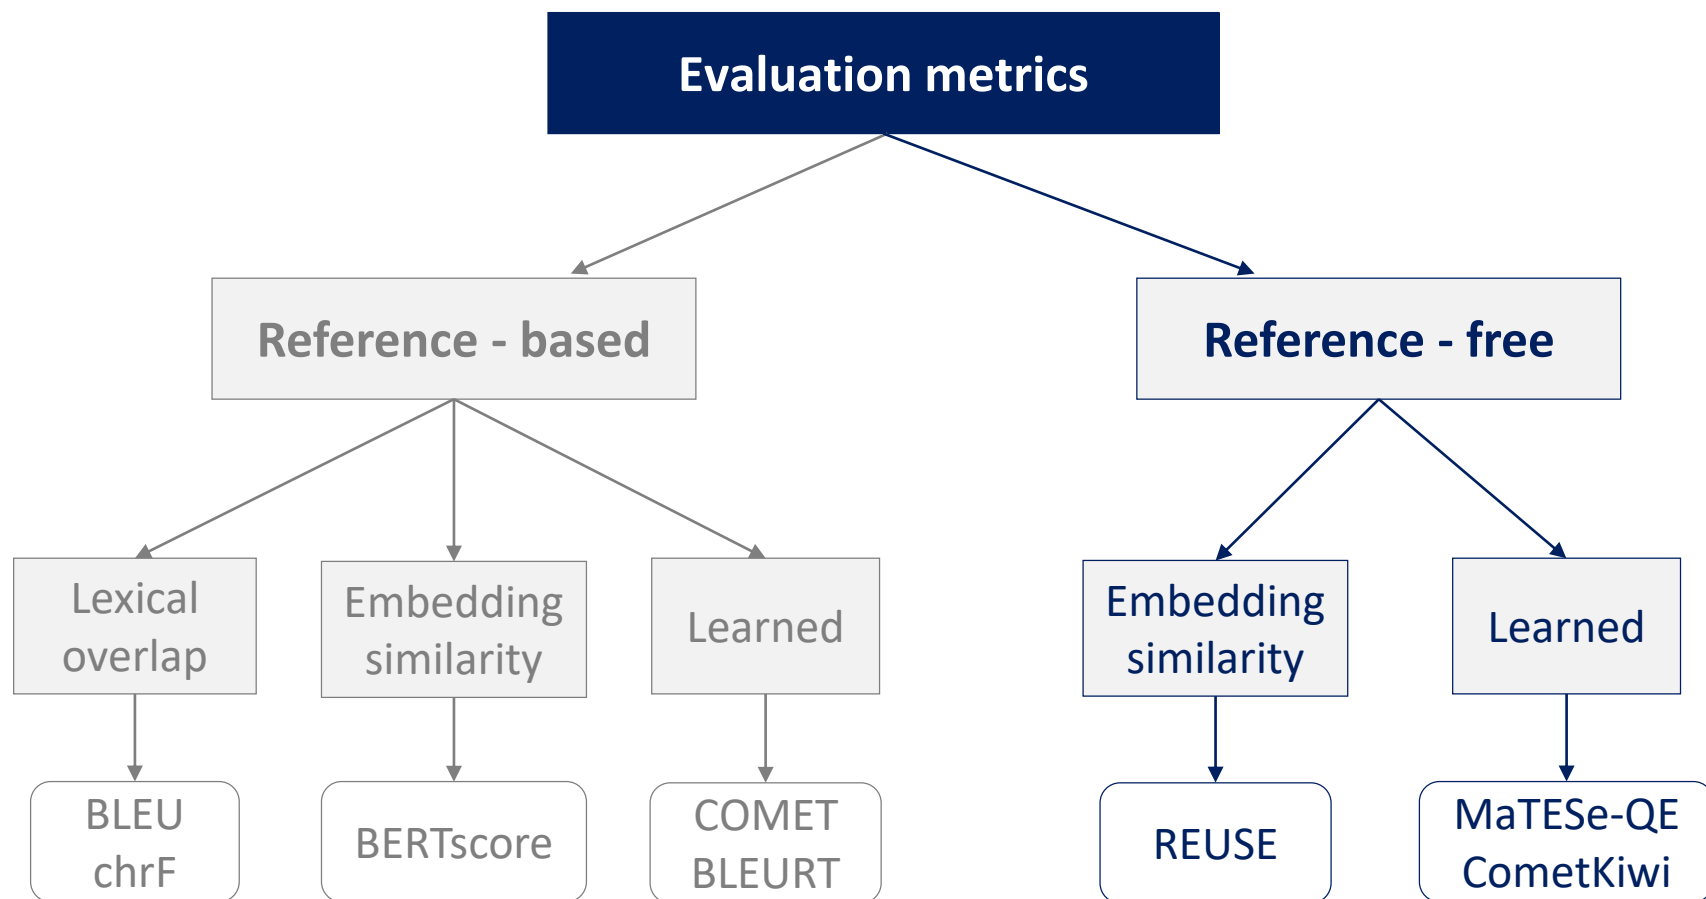 Evaluation metrics
Reference - based
Reference - free
Lexical
overlap
Embedding
similarity
Learned
Embedding
similarity
Learned
BLEU
chrF
BERTscore
COMET
BLEURT
REUSE
MaTESe-QE
CometKiwi